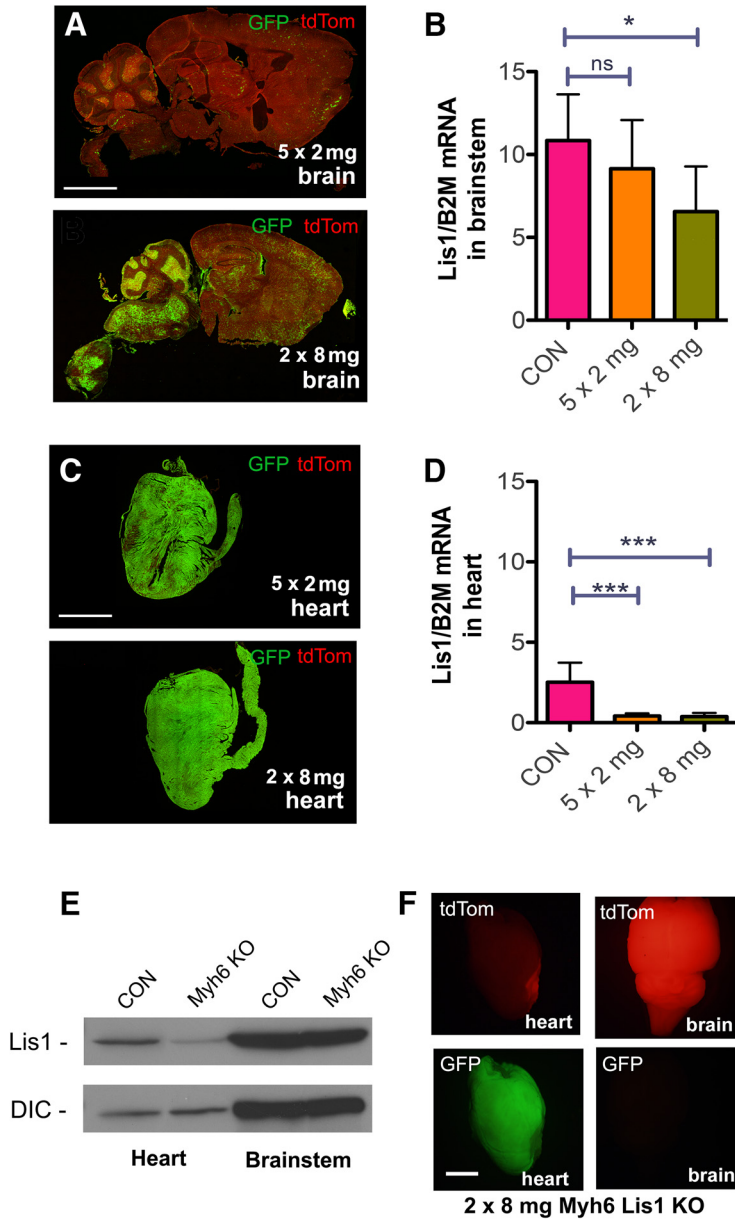 A
GFP tdTom
5 x 2 mg
brain
B
GFP tdTom
2 x 8 mg
brain
B
Lis1/B2M mRNA
in brainstem
*
ns
15
10
5
0
CON
5 x 2 mg
2 x 8 mg
C
GFP tdTom
5 x 2 mg
heart
GFP tdTom
2 x 8 mg
heart
D
Lis1/B2M mRNA
in heart
***
***
15
10
5
0
CON
5 x 2 mg
2 x 8 mg
E
CON
Myh6 KO
CON
Myh6 KO
Lis1 -
DIC -
Heart Brainstem
F
tdTom
heart
tdTom
brain
GFP
heart
GFP
brain
2 x 8 mg Myh6 Lis1 KO